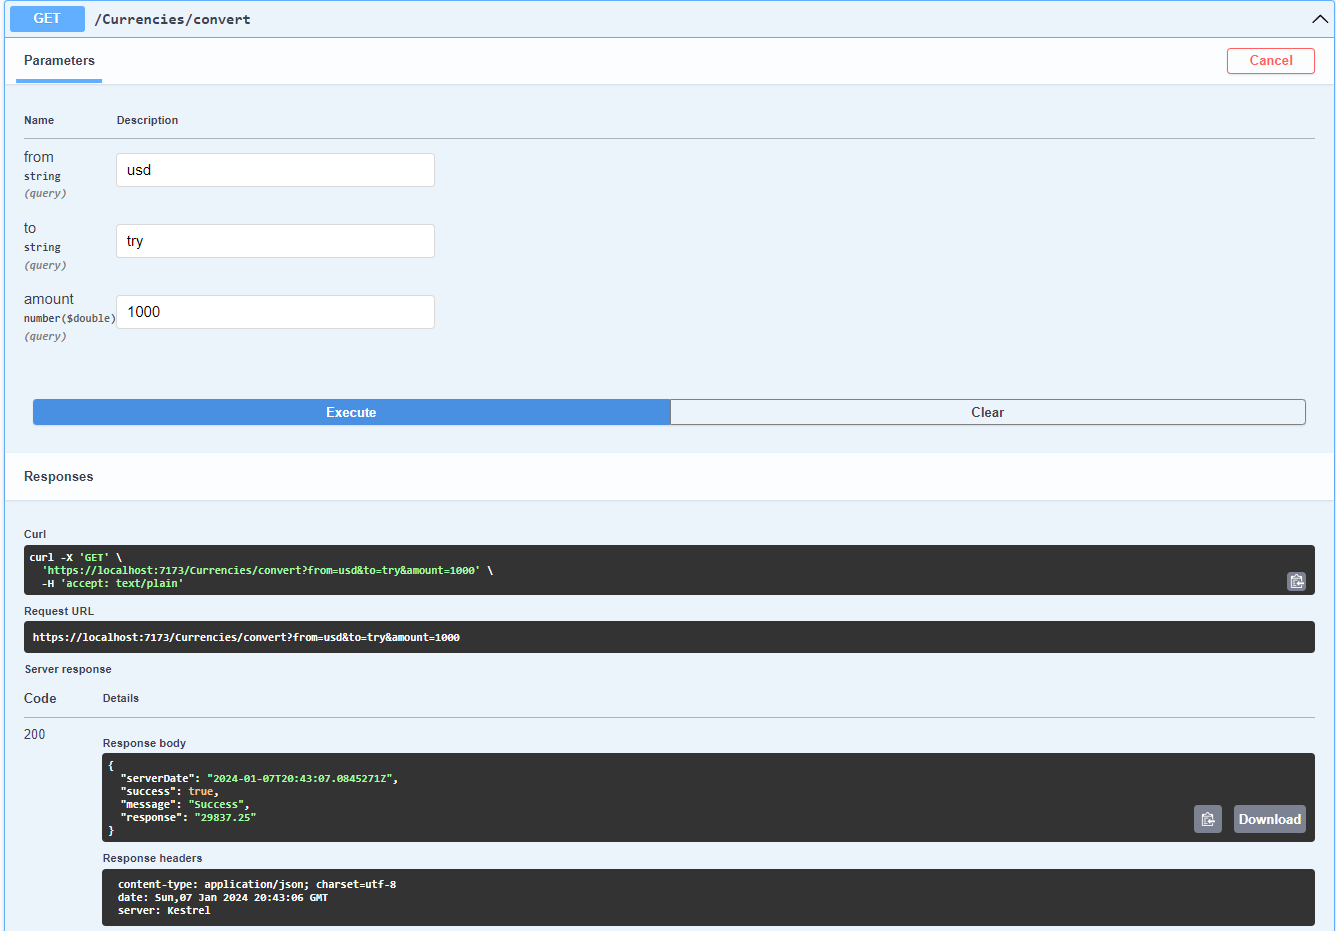 GET /Currencies/convert
Parameters
Cancel
Name Description
from
string
(query)
usd
to
string
(query)
try
amount
number($double)
(query)
1000
Execute Clear
Responses
Curl
curl -X 'GET' \
  'https://localhost:7173/Currencies/convert?from=usd&to=try&amount=1000' \
  -H 'accept: text/plain'
Request URL
https://localhost:7173/Currencies/convert?from=usd&to=try&amount=1000
Server response
Code Details
200
Response body
{
  "serverDate": "2024-01-07T20:43:07.0845271Z",
  "success": true,
  "message": "Success",
  "response": "29837.25"
}
Download
Response headers
content-type: application/json; charset=utf-8
date: Sun,07 Jan 2024 20:43:06 GMT
server: Kestrel